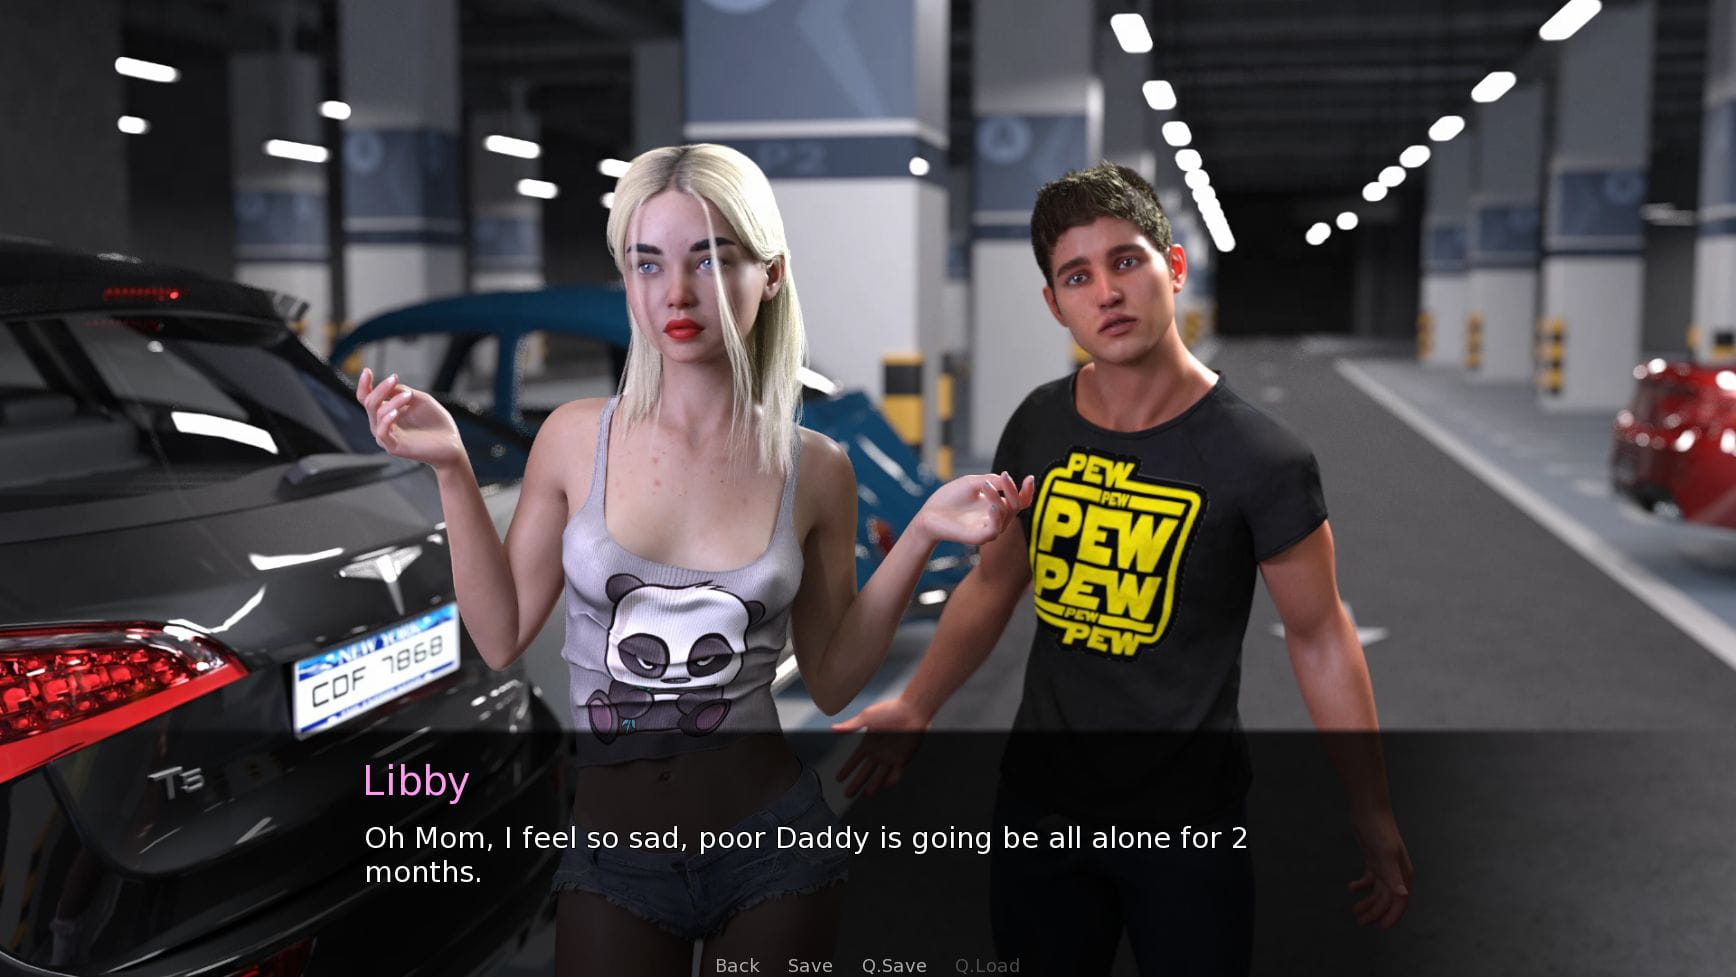 P2
PEW
PEW
PEW
PEW
PEW
PEW
NEW YORK
CDF 7868
T5
Libby
Oh Mom, I feel so sad, poor Daddy is going be all alone for 2
months.
Back Save Q.Save Q.Load